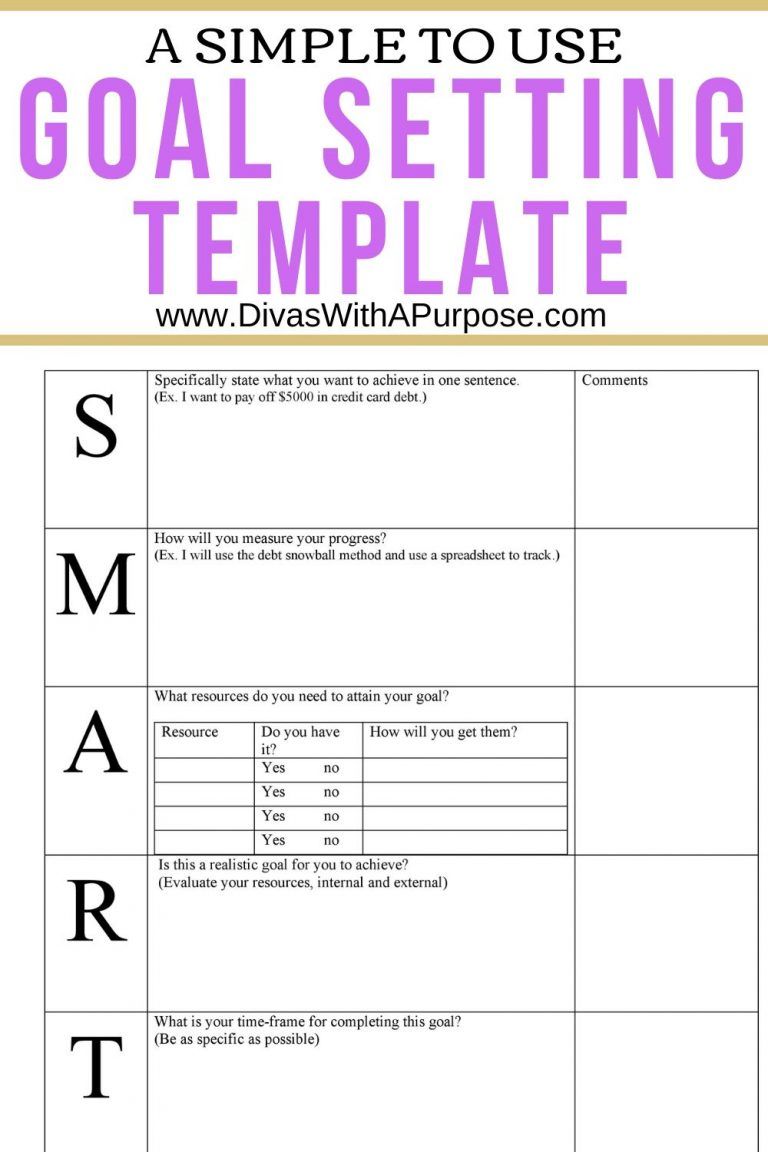 A SIMPLE TO USE
GOAL SETTING
TEMPLATE
www.DivasWithAPurpose.com
S
Specifically state what you want to achieve in one sentence.
(Ex. I want to pay off $5000 in credit card debt.)
Comments
M
How will you measure your progress?
(Ex. I will use the debt snowball method and use a spreadsheet to track.)
A
What resources do you need to attain your goal?
Resource
Do you have
it?
How will you get them?
Yes no
Yes no
Yes no
Yes no
R
Is this a realistic goal for you to achieve?
(Evaluate your resources, internal and external)
T
What is your time-frame for completing this goal?
(Be as specific as possible)